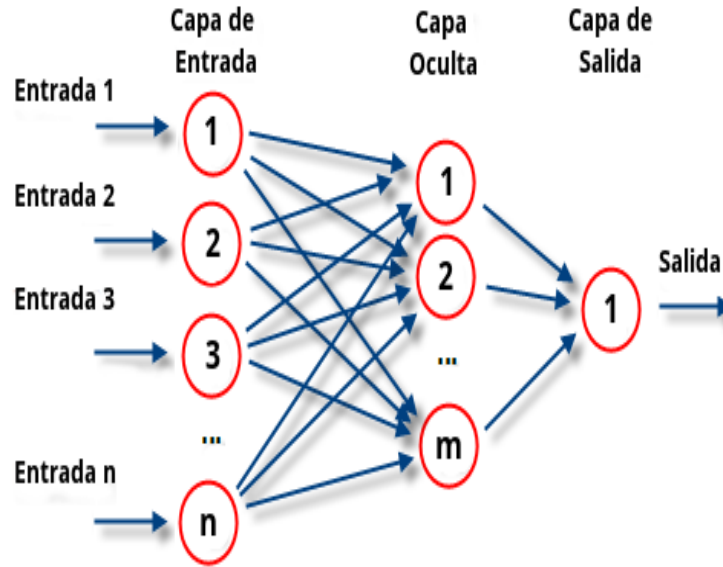 Capa de
Entrada
Capa
Oculta
Capa de
Salida
Entrada 1
Entrada 2
Entrada 3
Entrada n
1
2
3
...
n
1
2
...
m
1
Salida